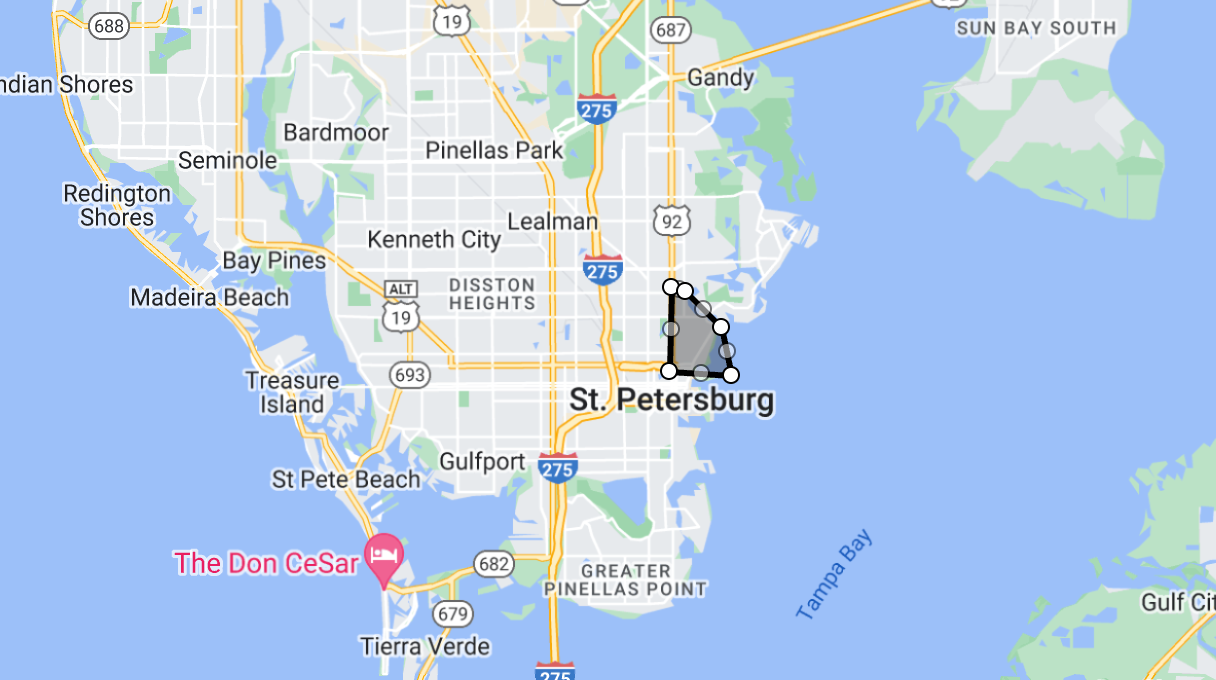 688
19
687
SUN BAY SOUTH
Gandy
ndian Shores
275
Bardmoor
Pinellas Park
Seminole
Redington
Shores
Lealman
92
Kenneth City
Bay Pines
275
ALT
19
DISSTON
HEIGHTS
Madeira Beach
693
Treasure
Island
St. Petersburg
Gulfport
275
St Pete Beach
The Don CeSar
682
GREATER
PINELLAS POINT
Tampa Bay
679
Gulf Cit
Tierra Verde
275